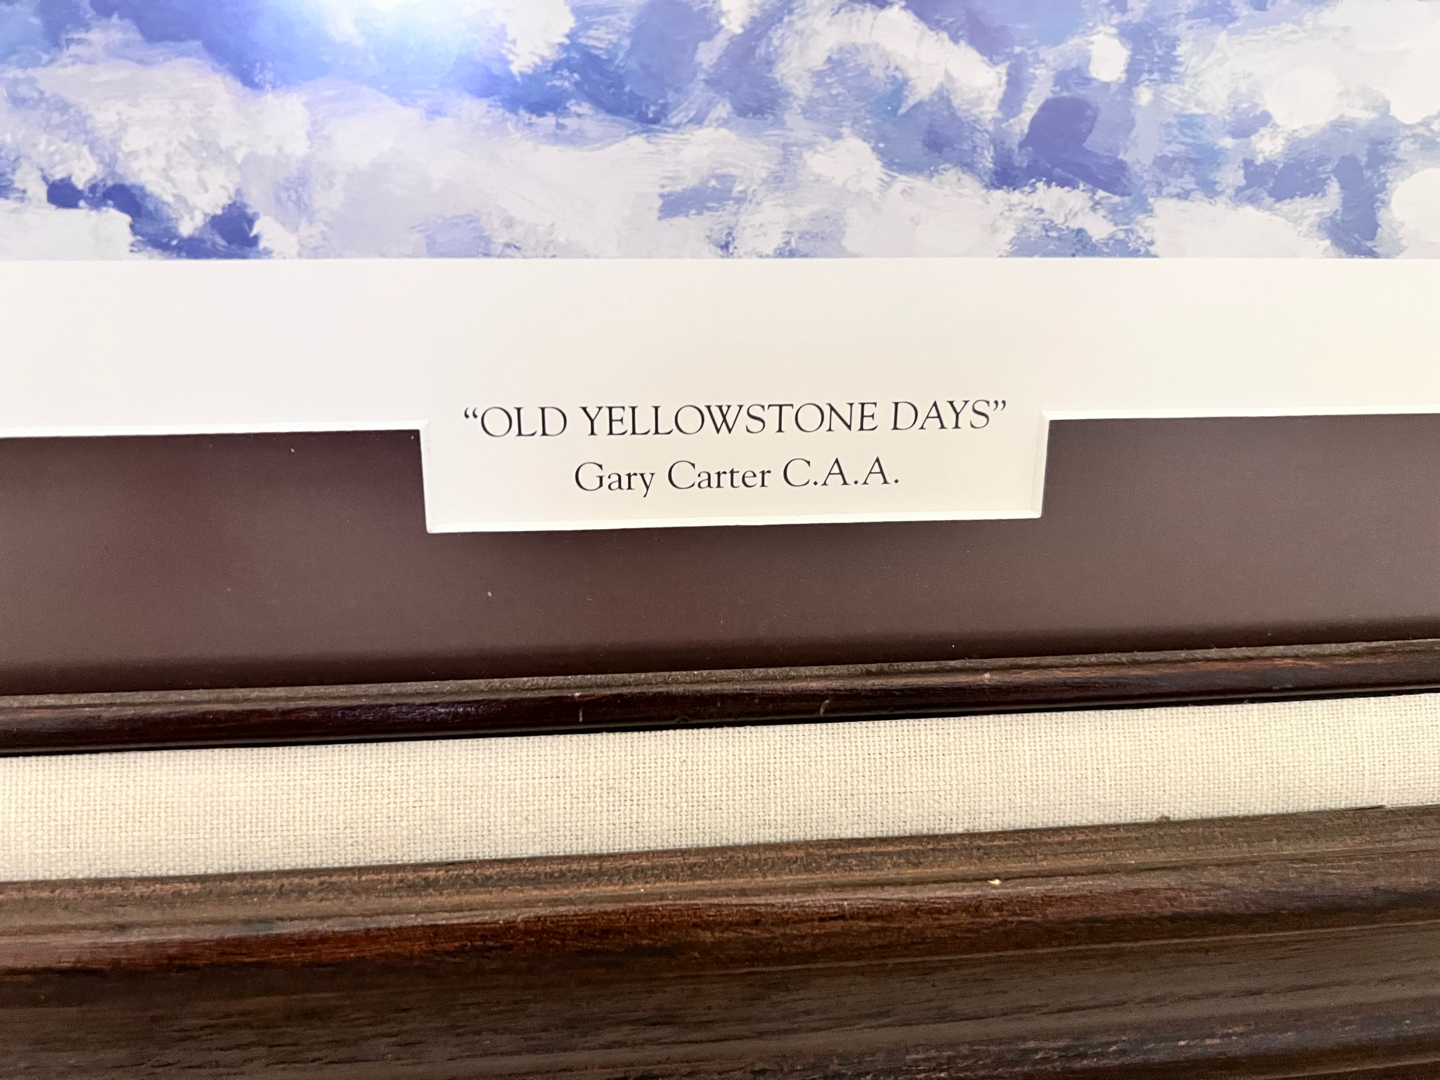 “OLD YELLOWSTONE DAYS”
Gary Carter C.A.A.